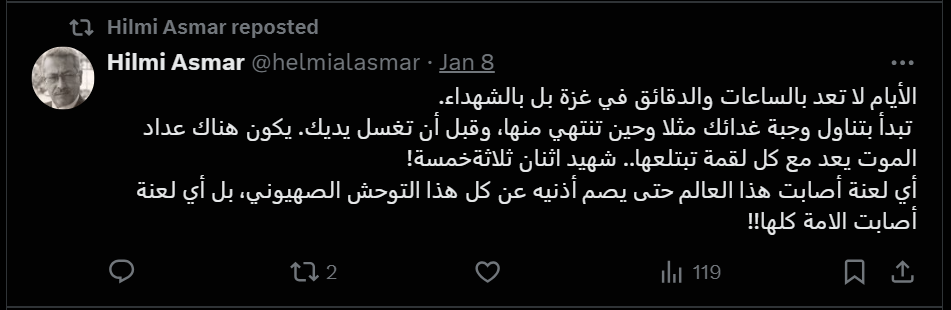 Hilmi Asmar reposted
Hilmi Asmar @helmialasmar · Jan 8
الأيام لا تعد بالساعات والدقائق في غزة بل بالشهداء.
تبدأ بتناول وجبة غدائك مثلا وحين تنتهي منها، وقبل أن تغسل يديك. يكون هناك عداد
الموت يعد مع كل لقمة تبتلعها.. شهيد اثنان ثلاثةخمسة!
أي لعنة أصابت هذا العالم حتى يصم أذنيه عن كل هذا التوحش الصهيوني، بل أي لعنة
أصابت الامة كلها!!
2 119